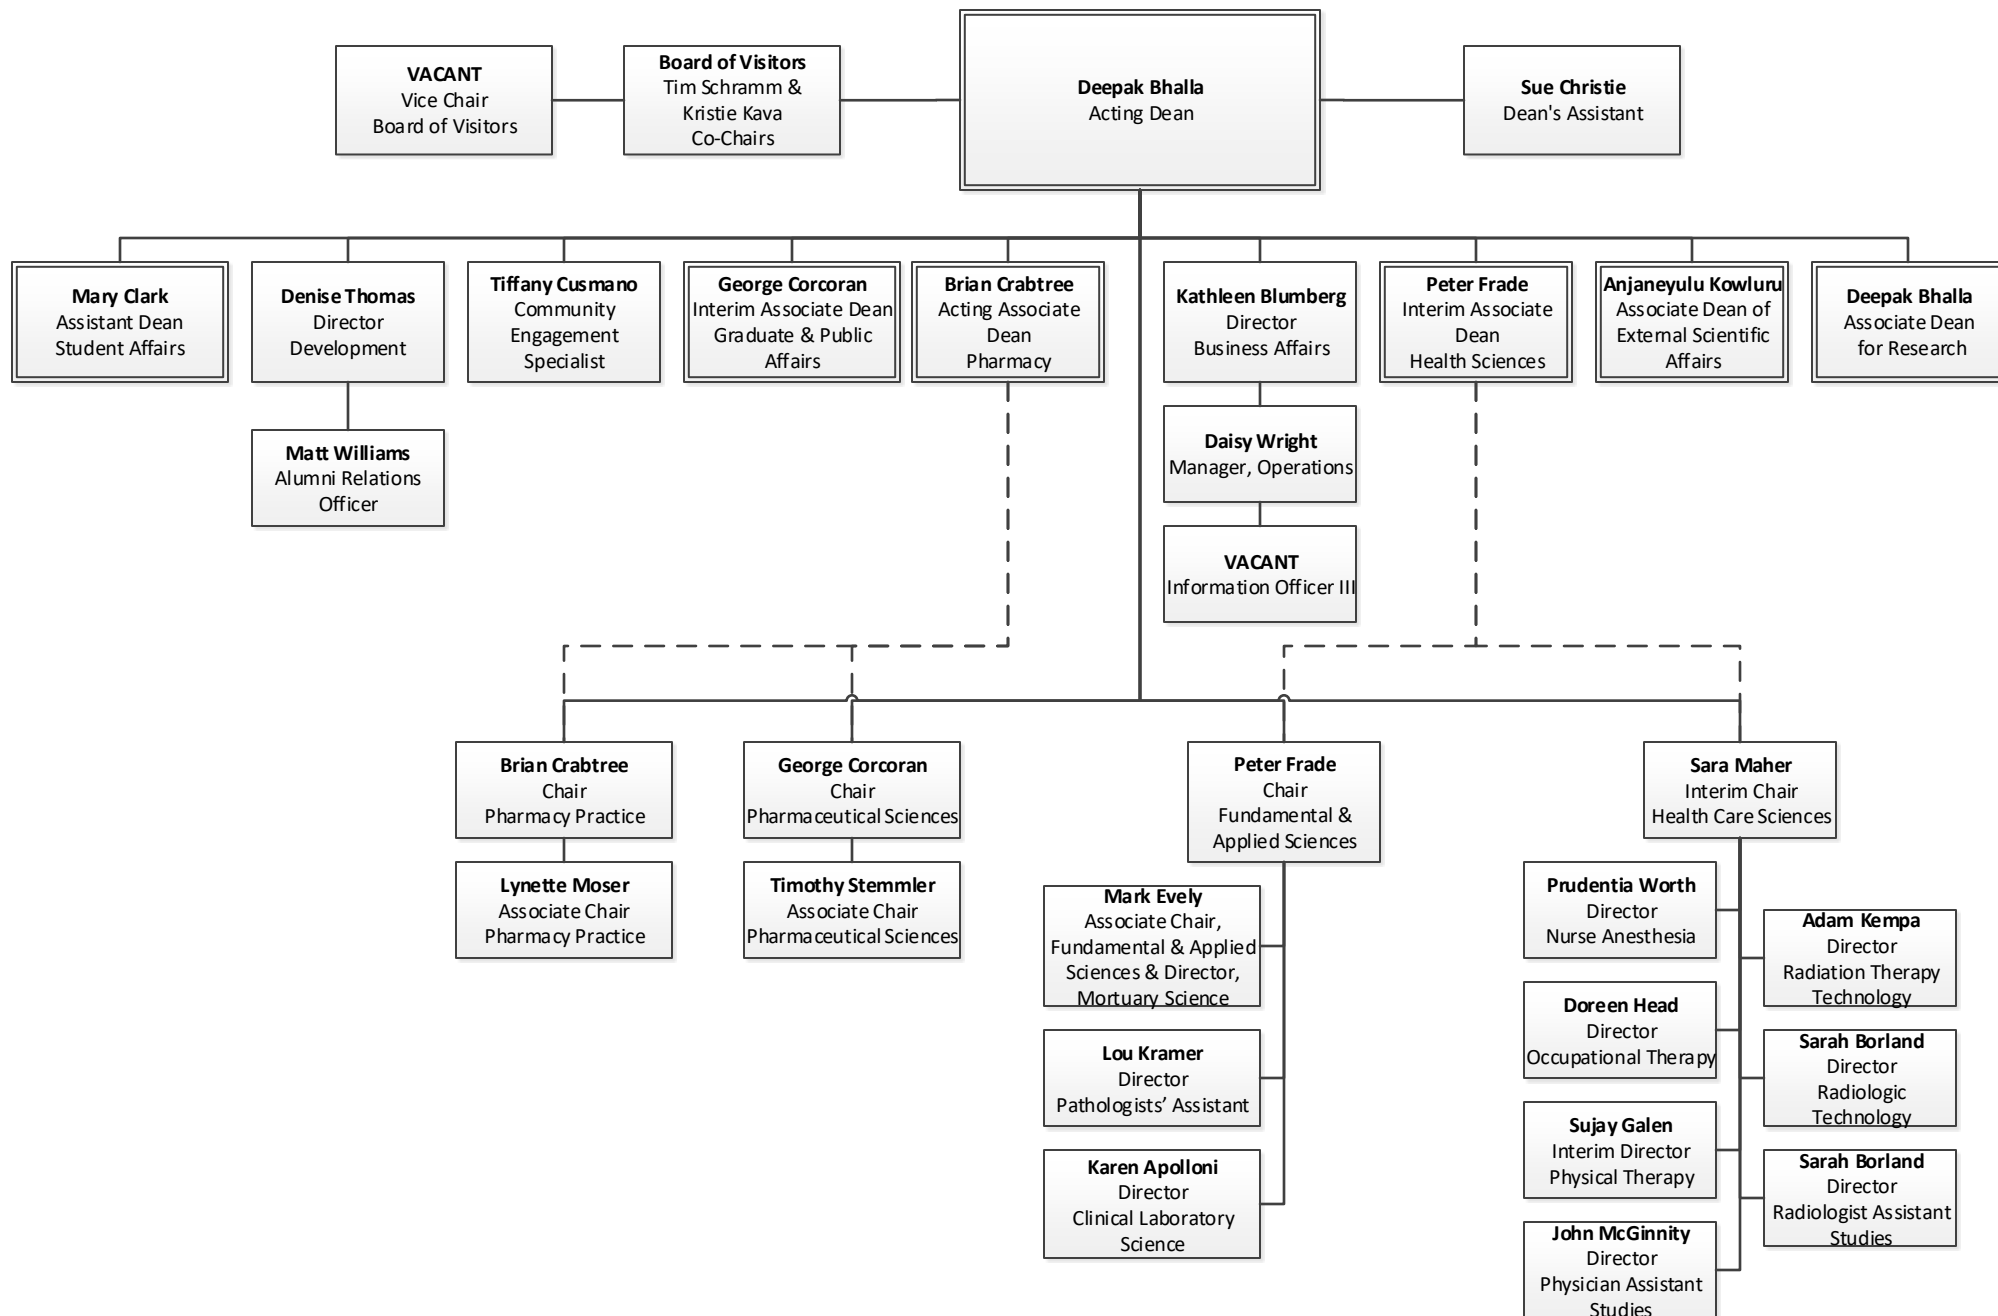 VACANT
Vice Chair
Board of Visitors
Board of Visitors
Tim Schramm &
Kristie Kava
Co-Chairs
Deepak Bhalla
Acting Dean
Sue Christie
Dean's Assistant
Mary Clark
Assistant Dean
Student Affairs
Denise Thomas
Director
Development
Tiffany Cusmano
Community
Engagement
Specialist
George Corcoran
Interim Associate Dean
Graduate & Public
Affairs
Brian Crabtree
Acting Associate
Dean
Pharmacy
Kathleen Blumberg
Director
Business Affairs
Peter Frade
Interim Associate
Dean
Health Sciences
Anjaneyulu Kowluru
Associate Dean of
External Scientific
Affairs
Deepak Bhalla
Associate Dean
for Research
Matt Williams
Alumni Relations
Officer
Daisy Wright
Manager, Operations
VACANT
Information Officer III
Brian Crabtree
Chair
Pharmacy Practice
George Corcoran
Chair
Pharmaceutical Sciences
Peter Frade
Chair
Fundamental &
Applied Sciences
Sara Maher
Interim Chair
Health Care Sciences
Lynette Moser
Associate Chair
Pharmacy Practice
Timothy Stemmler
Associate Chair
Pharmaceutical Sciences
Mark Evely
Associate Chair,
Fundamental & Applied
Sciences & Director,
Mortuary Science
Lou Kramer
Director
Pathologists’ Assistant
Karen Apolloni
Director
Clinical Laboratory
Science
Prudentia Worth
Director
Nurse Anesthesia
Adam Kempa
Director
Radiation Therapy
Technology
Doreen Head
Director
Occupational Therapy
Sarah Borland
Director
Radiologic
Technology
Sujay Galen
Interim Director
Physical Therapy
Sarah Borland
Director
Radiologist Assistant
Studies
John McGinnity
Director
Physician Assistant
Studies